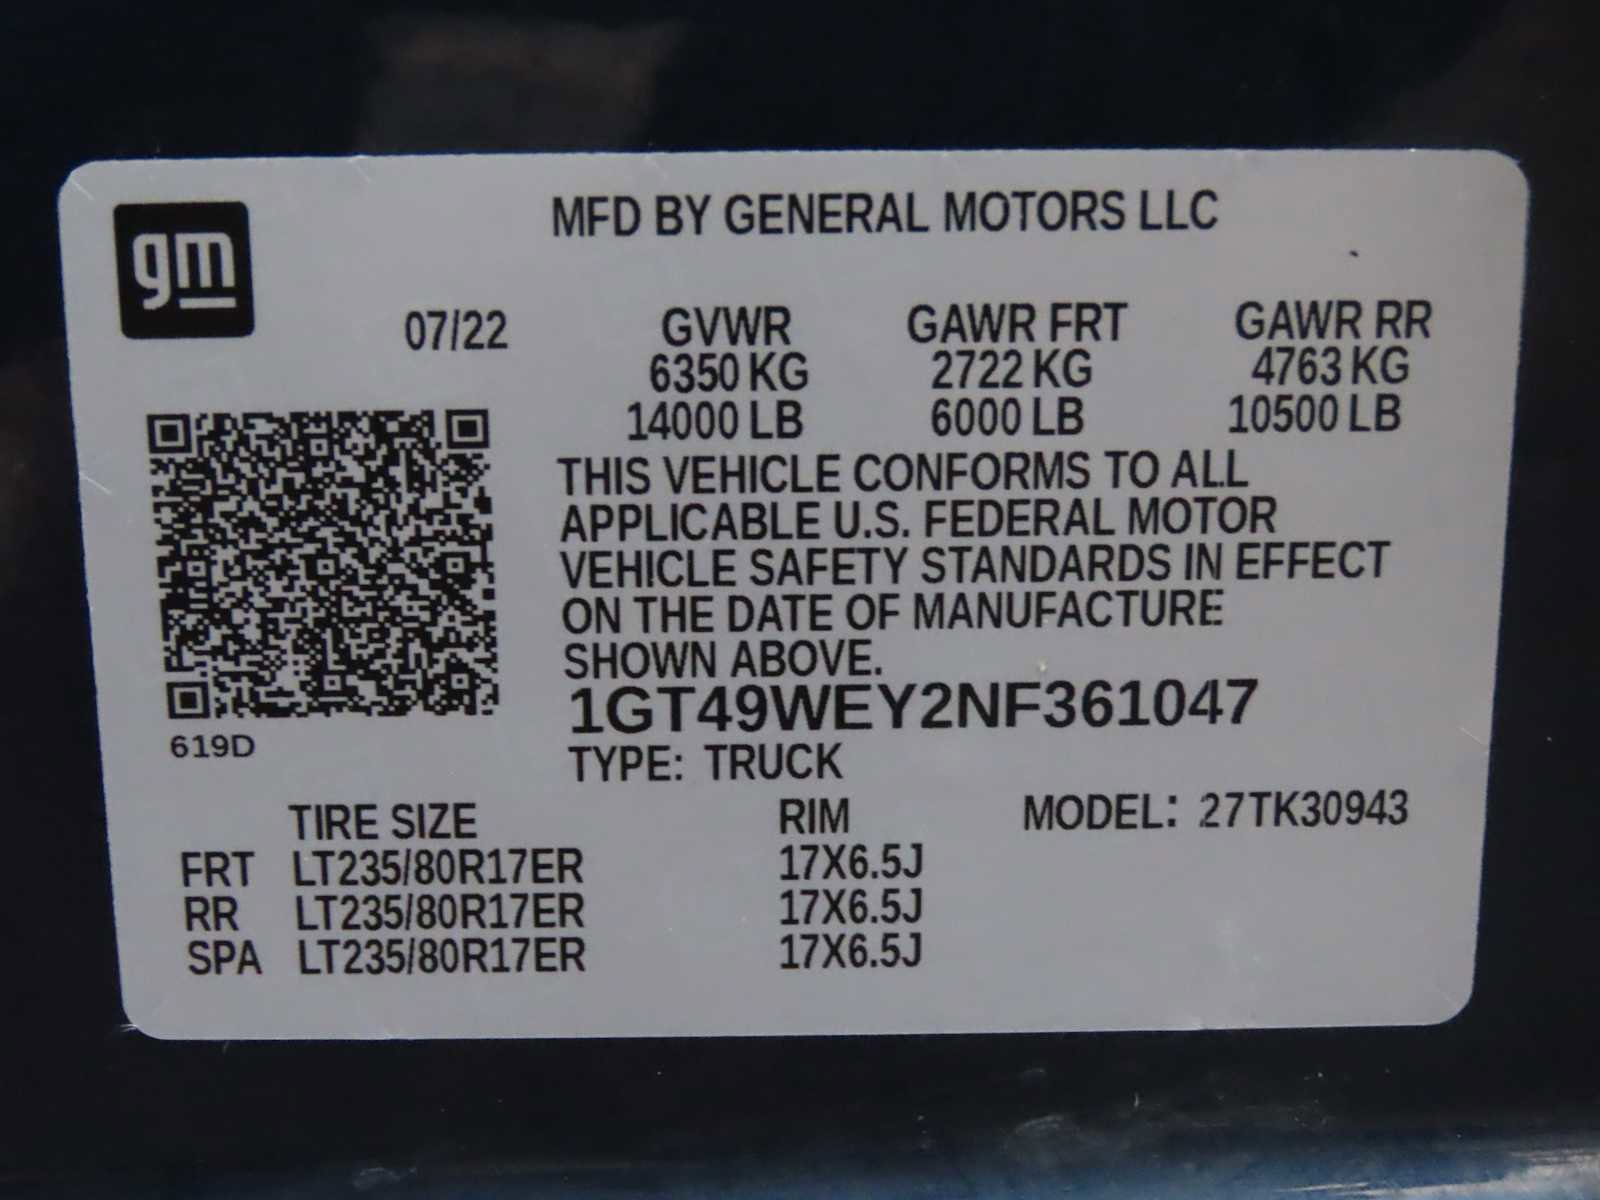 gm
MFD BY GENERAL MOTORS LLC
07/22 GVWR GAWR FRT GAWR RR
6350 KG 2722 KG 4763 KG
14000 LB 6000 LB 10500 LB
THIS VEHICLE CONFORMS TO ALL
APPLICABLE U.S. FEDERAL MOTOR
VEHICLE SAFETY STANDARDS IN EFFECT
ON THE DATE OF MANUFACTURE
SHOWN ABOVE.
1GT49WEY2NF361047
619D
TYPE: TRUCK
TIRE SIZE RIM MODEL: 27TK30943
FRT LT235/80R17ER 17X6.5J
RR LT235/80R17ER 17X6.5J
SPA LT235/80R17ER 17X6.5J